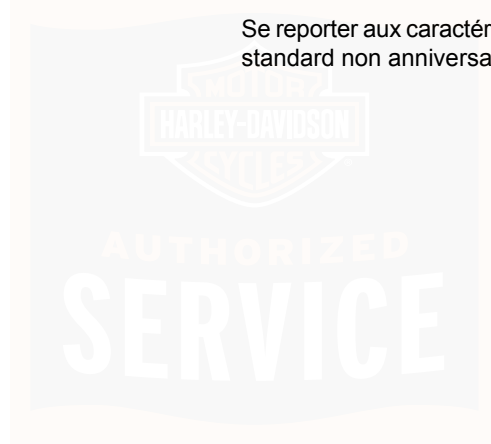 Se reporter aux caractér
standard non anniversa
MOTOR
HARLEY-DAVIDSON
CYCLES
AUTHORIZED
SERVICE